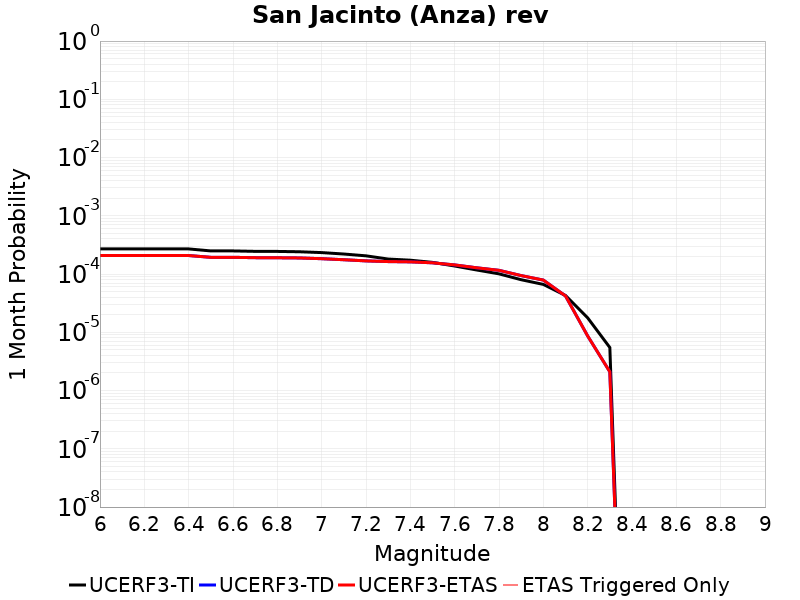 San Jacinto (Anza) rev
1 Month Probability
10^0
10^-1
10^-2
10^-3
10^-4
10^-5
10^-6
10^-7
10^-8
6 6.2 6.4 6.6 6.8 7 7.2 7.4 7.6 7.8 8 8.2 8.4 8.6 8.8 9
Magnitude
UCERF3-TI UCERF3-TD UCERF3-ETAS ETAS Triggered Only